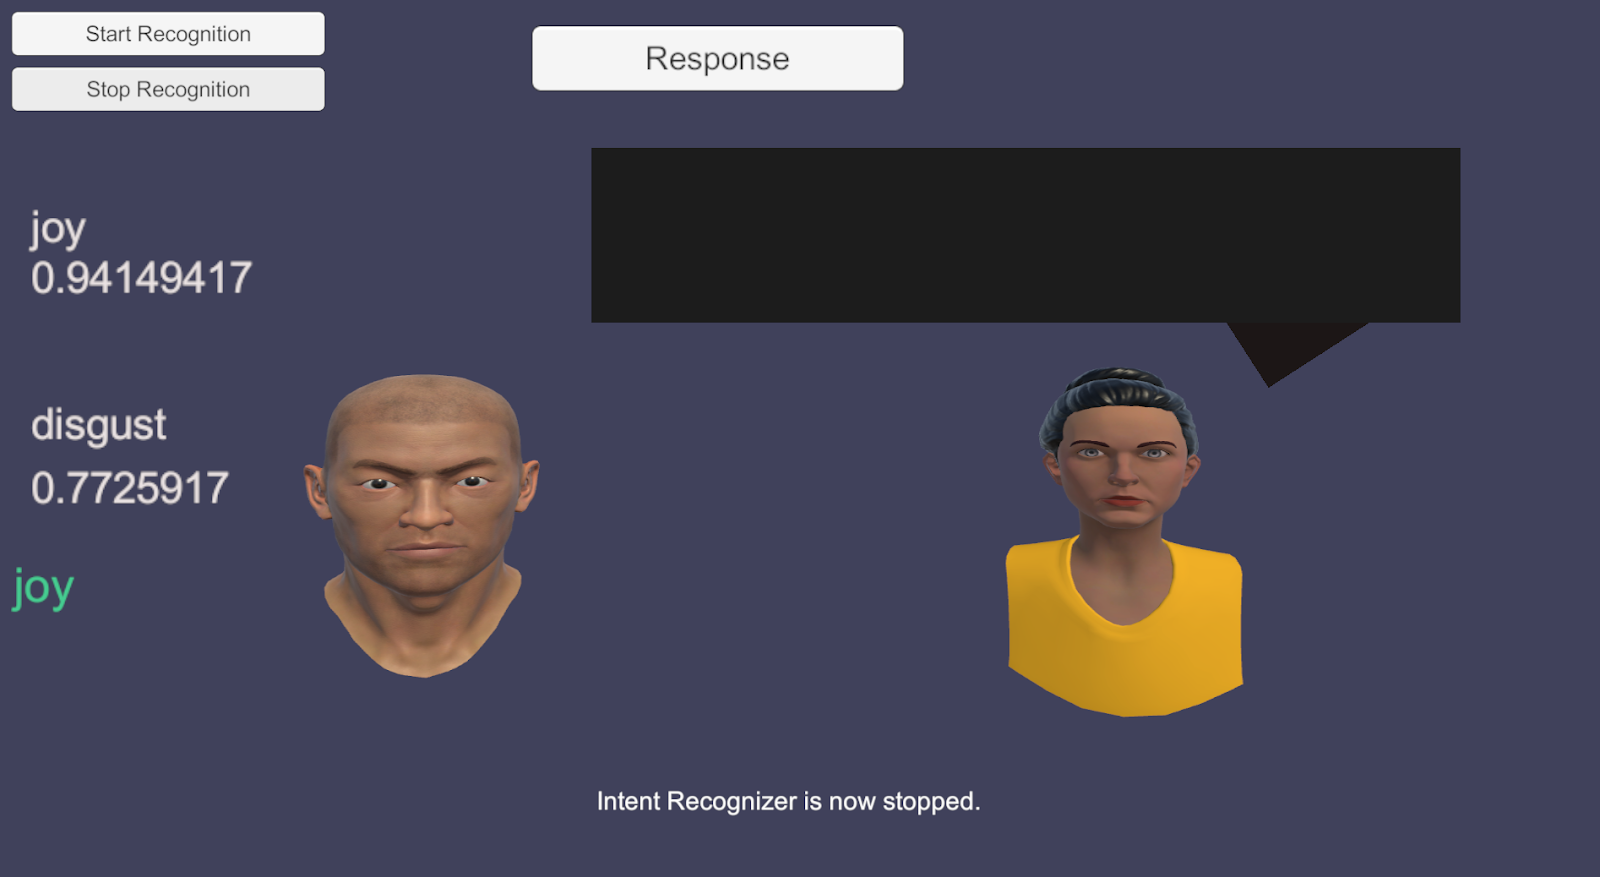 Start Recognition
Stop Recognition
Response
joy
0.94149417
disgust
0.7725917
joy
Intent Recognizer is now stopped.